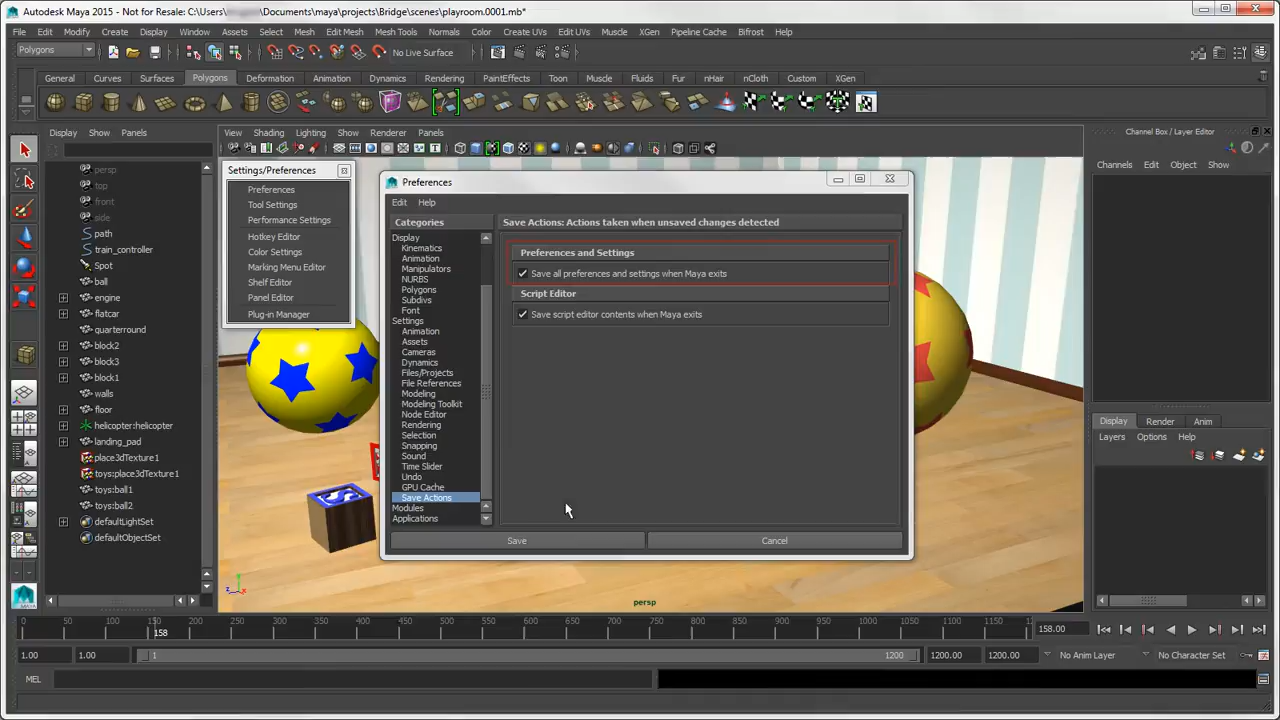 Autodesk Maya 2015 - Not for Resale: C:\Users\ \Documents\maya\projects\Bridge\scenes\playroom.0001.mb*
File Edit Modify Create Display Window Assets Select Mesh Edit Mesh Mesh Tools Normals Color Create UVs Edit UVs Muscle XGen Pipeline Cache Bifrost Help
Polygons
No Live Surface
General Curves Surfaces Polygons Deformation Animation Dynamics Rendering PaintEffects Toon Muscle Fluids Fur nHair nCloth Custom XGen
Display Show Panels
View Shading Lighting Show Renderer Panels
Channel Box / Layer Editor
Channels Edit Object Show
persp
top
front
side
path
train_controller
Spot
ball
engine
flatcar
quarterround
block2
block3
block1
walls
floor
helicopter:helicopter
landing_pad
place3dTexture1
toys:place3dTexture1
toys:ball1
toys:ball2
defaultLightSet
defaultObjectSet
MAYA
Settings/Preferences
Preferences
Tool Settings
Performance Settings
Hotkey Editor
Color Settings
Marking Menu Editor
Shelf Editor
Panel Editor
Plug-in Manager
Preferences
Edit Help
Categories
Display
Kinematics
Animation
Manipulators
NURBS
Polygons
Subdivs
Font
Settings
Animation
Assets
Cameras
Dynamics
Files/Projects
File References
Modeling
Modeling Toolkit
Node Editor
Rendering
Selection
Snapping
Sound
Time Slider
Undo
GPU Cache
Save Actions
Modules
Applications
Save Actions: Actions taken when unsaved changes detected
Preferences and Settings
Save all preferences and settings when Maya exits
Script Editor
Save script editor contents when Maya exits
Save Cancel
persp
Display Render Anim
Layers Options Help
0 50 100 150 200 250 300 350 400 450 500 550 600 650 700 750 800 850 900 950 1000 1050 1100 1150 12
158
158.00
1.00 1.00 1 1200 1200.00 1200.00 No Anim Layer No Character Set
MEL